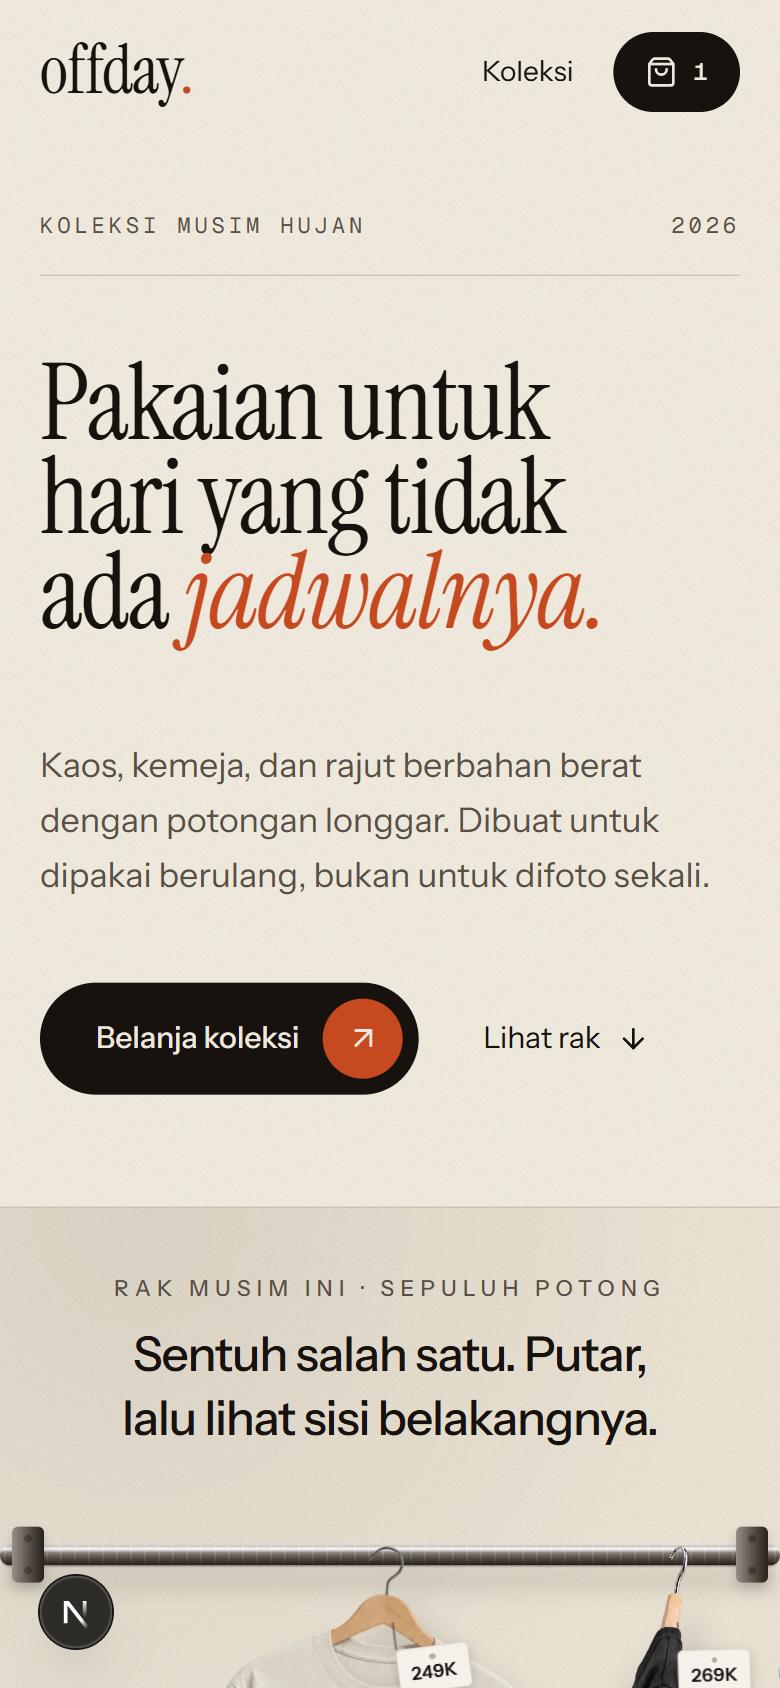 offday.
Koleksi
1
KOLEKSI MUSIM HUJAN
2026
Pakaian untuk
hari yang tidak
ada jadwalnya.
Kaos, kemeja, dan rajut berbahan berat
dengan potongan longgar. Dibuat untuk
dipakai berulang, bukan untuk difoto sekali.
Belanja koleksi
Lihat rak
RAK MUSIM INI · SEPULUH POTONG
Sentuh salah satu. Putar,
lalu lihat sisi belakangnya.
N
249K
269K